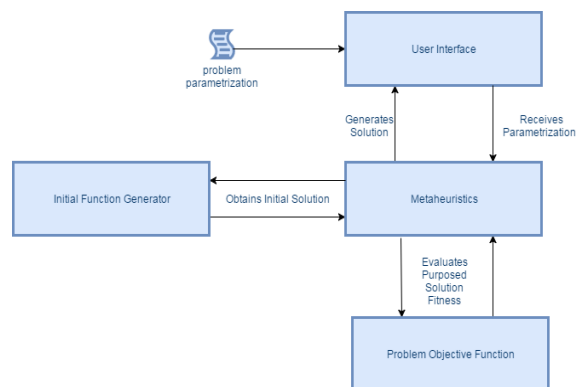 User Interface
problem
parametrization
Generates
Solution
Receives
Parametrization
Initial Function Generator
Obtains Initial Solution
Metaheuristics
Evaluates
Purposed
Solution
Fitness
Problem Objective Function